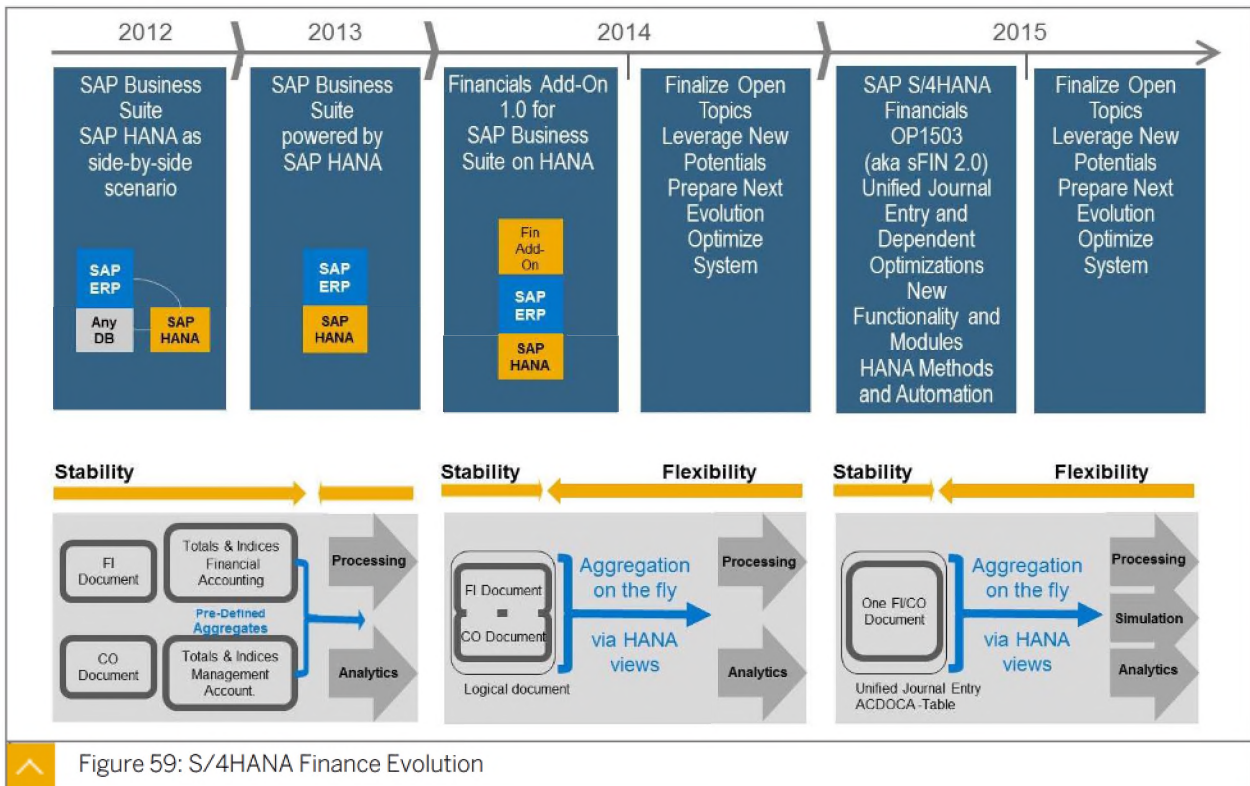 2012
2013
2014
2015
SAP Business
Suite
SAP HANA as
side-by-side
scenario
SAP
ERP
Any
DB
SAP
HANA
SAP Business
Suite
powered by
SAP HANA
SAP
ERP
SAP
HANA
Financials Add-On
1.0 for
SAP Business
Suite on HANA
Fin
Add-
On
SAP
ERP
SAP
HANA
Finalize Open
Topics
Leverage New
Potentials
Prepare Next
Evolution
Optimize
System
SAP S/4HANA
Financials
OP1503
(aka sFIN 2.0)
Unified Journal
Entry and
Dependent
Optimizations
New
Functionality and
Modules
HANA Methods
and Automation
Finalize Open
Topics
Leverage New
Potentials
Prepare Next
Evolution
Optimize
System
Stability
FI
Document
Totals & Indices
Financial
Accounting
Pre-Defined
Aggregates
CO
Document
Totals & Indices
Management
Account.
Processing
Analytics
Stability
Flexibility
FI Document
CO Document
Logical document
Aggregation
on the fly
via HANA
views
Processing
Analytics
Stability
Flexibility
One FI/CO
Document
Unified Journal Entry
ACDOCA -Table
Aggregation
on the fly
via HANA
views
Processing
Simulation
Analytics
Figure 59: S/4HANA Finance Evolution